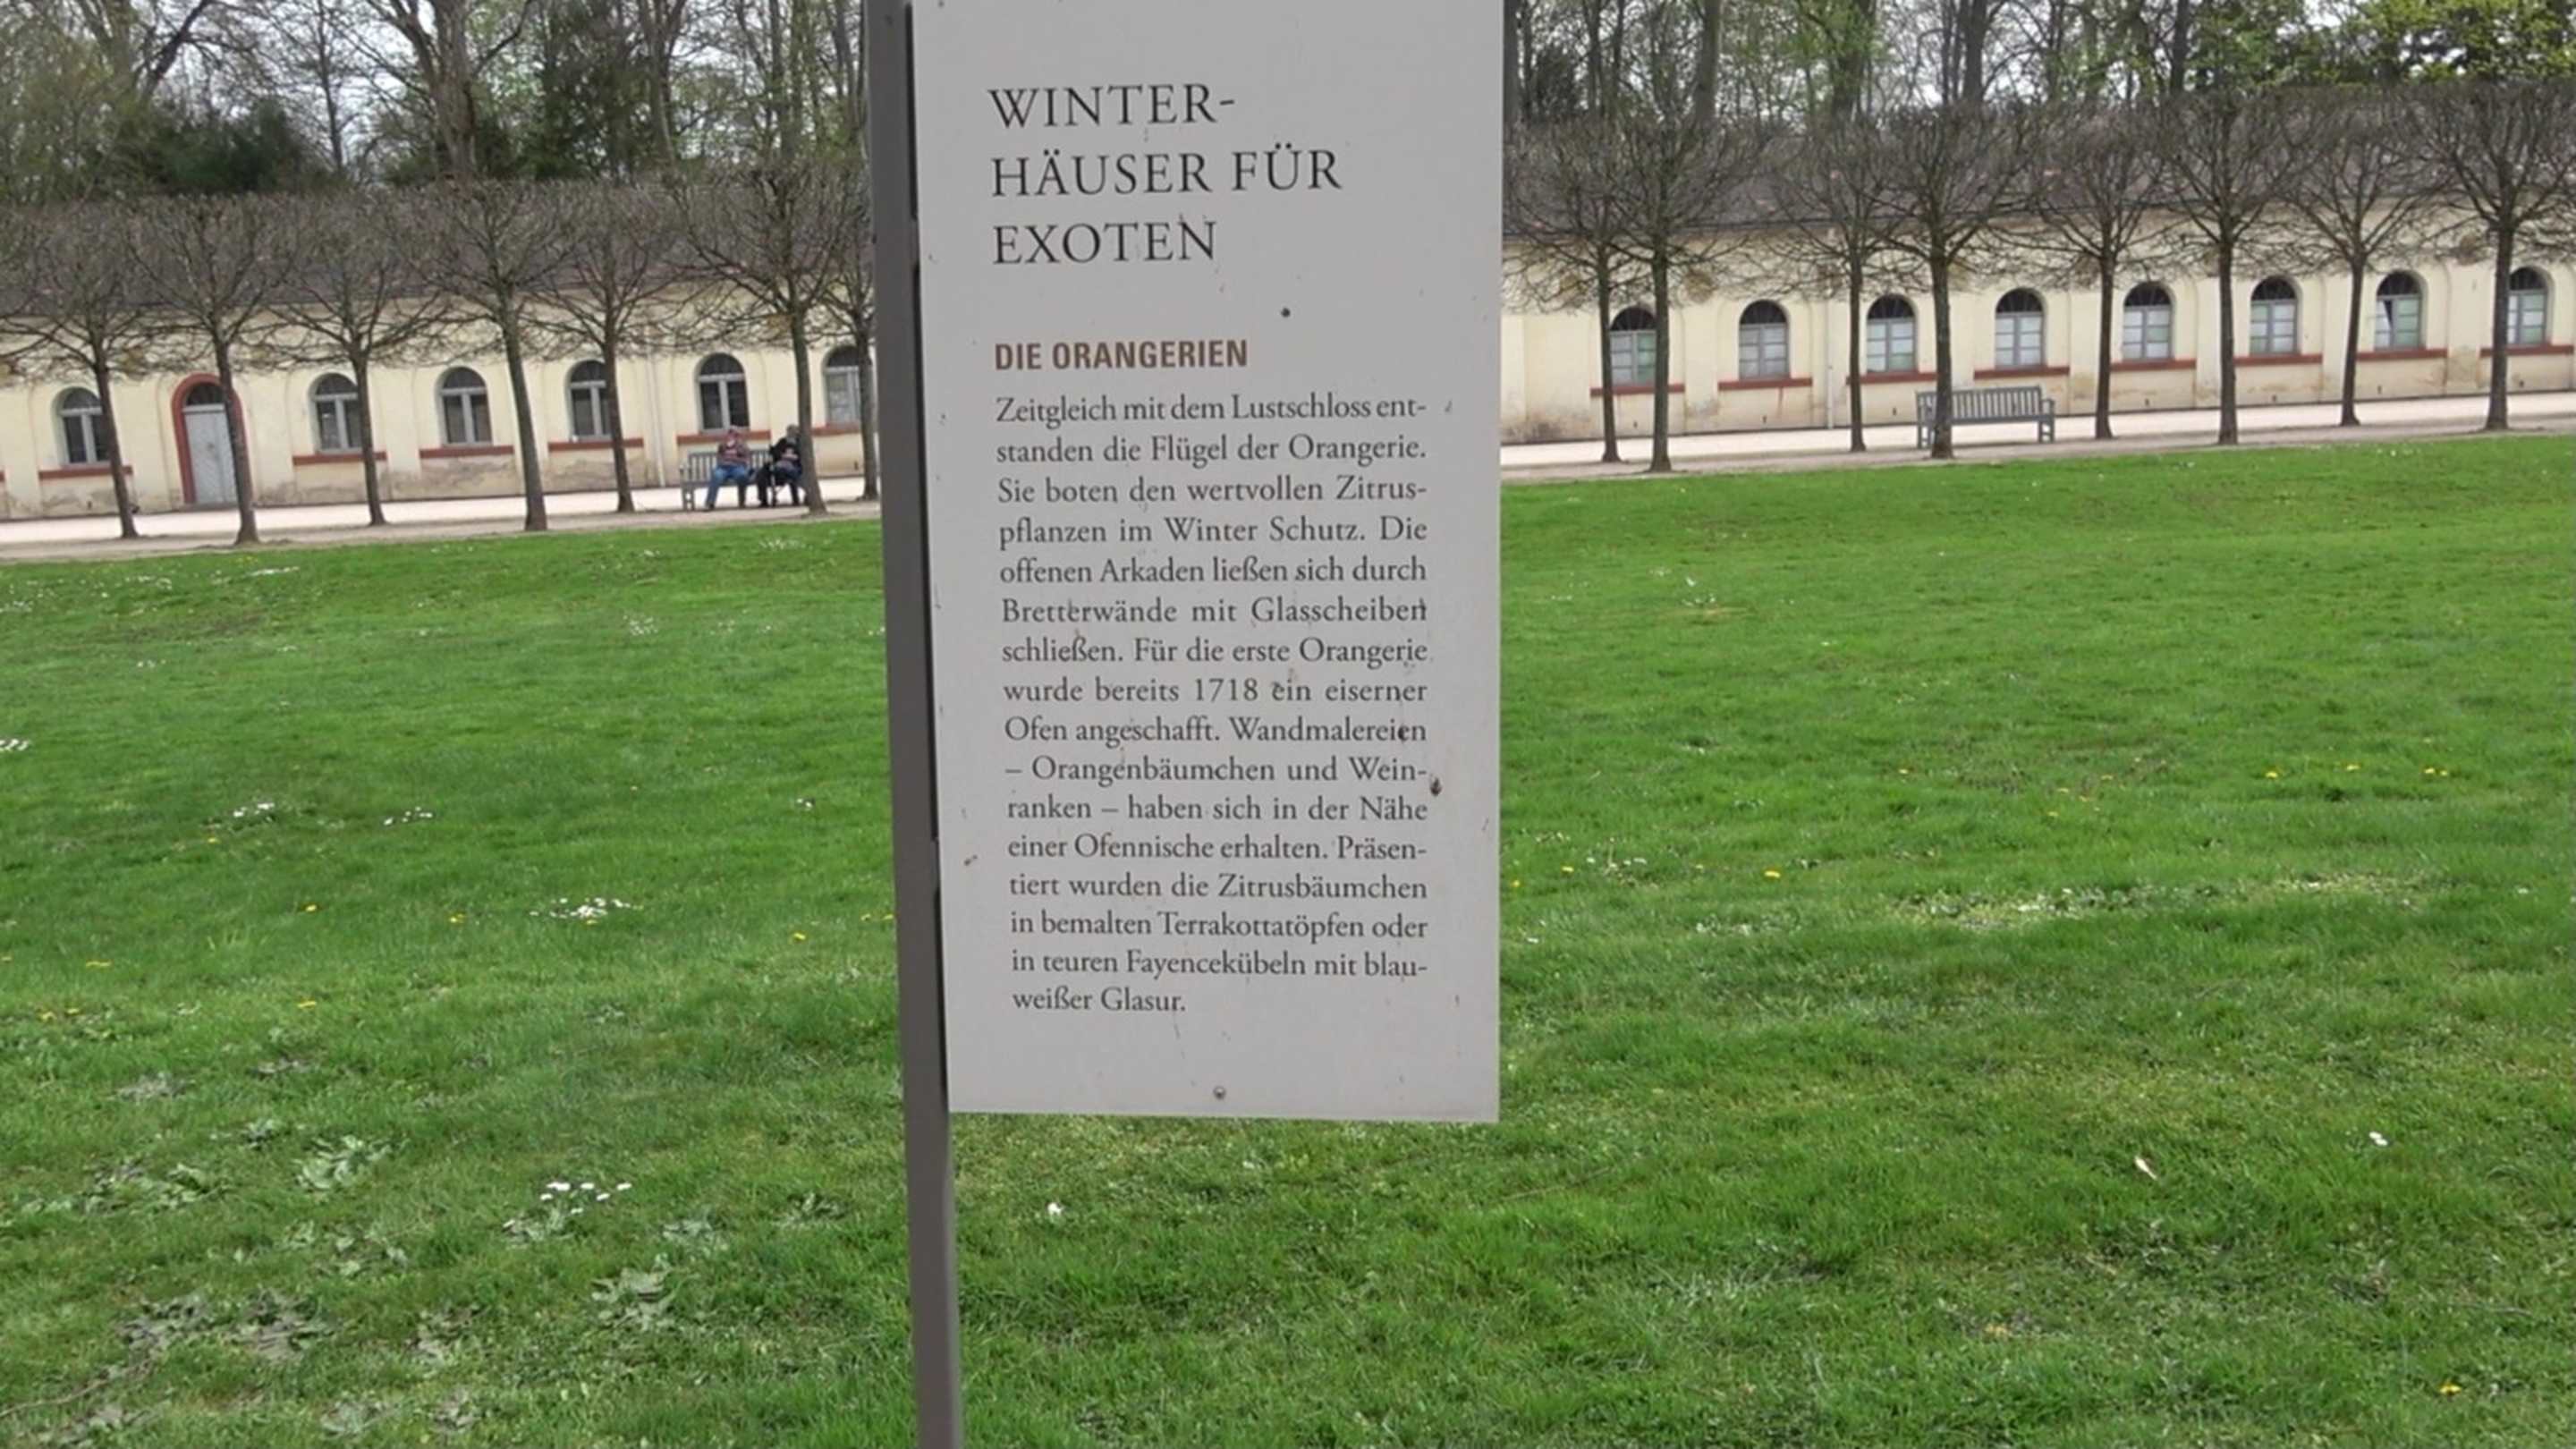 WINTER-
HÄUSER FÜR
EXOTEN
DIE ORANGERIEN
Zeitgleich mit dem Lustschloss ent-
standen die Flügel der Orangerie.
Sie boten den wertvollen Zitrus-
pflanzen im Winter Schutz. Die
offenen Arkaden ließen sich durch
Bretterwände mit Glasscheiben
schließen. Für die erste Orangerie
wurde bereits 1718 ein eiserner
Ofen angeschafft. Wandmalereien
– Orangenbäumchen und Wein-
ranken – haben sich in der Nähe
einer Ofennische erhalten. Präsen-
tiert wurden die Zitrusbäumchen
in bemalten Terrakottatöpfen oder
in teuren Fayencekübeln mit blau-
weißer Glasur.